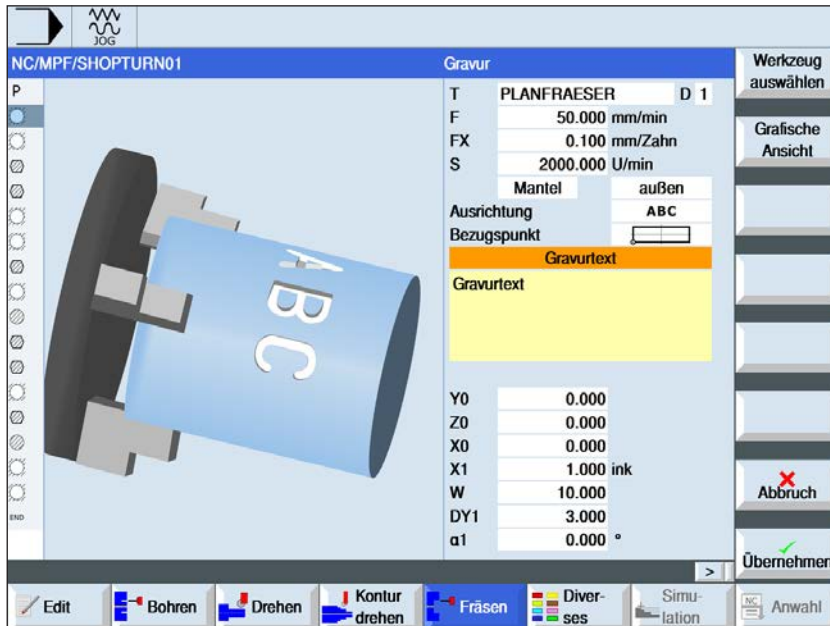 JOG
NC/MPF/SHOPTURN01
P
END
ABC
Gravur
T PLANFRAESER D 1
F 50.000 mm/min
FX 0.100 mm/Zahn
S 2000.000 U/min
Mantel außen
Ausrichtung ABC
Bezugspunkt
Gravurtext
Gravurtext
Y0 0.000
Z0 0.000
X0 0.000
X1 1.000 ink
W 10.000
DY1 3.000
α1 0.000 °
>
Werkzeug
auswählen
Grafische
Ansicht
Abbruch
Übernehmen
Edit
Bohren
Drehen
Kontur
drehen
Fräsen
Diver-
ses
Simu-
lation
NC
Anwahl